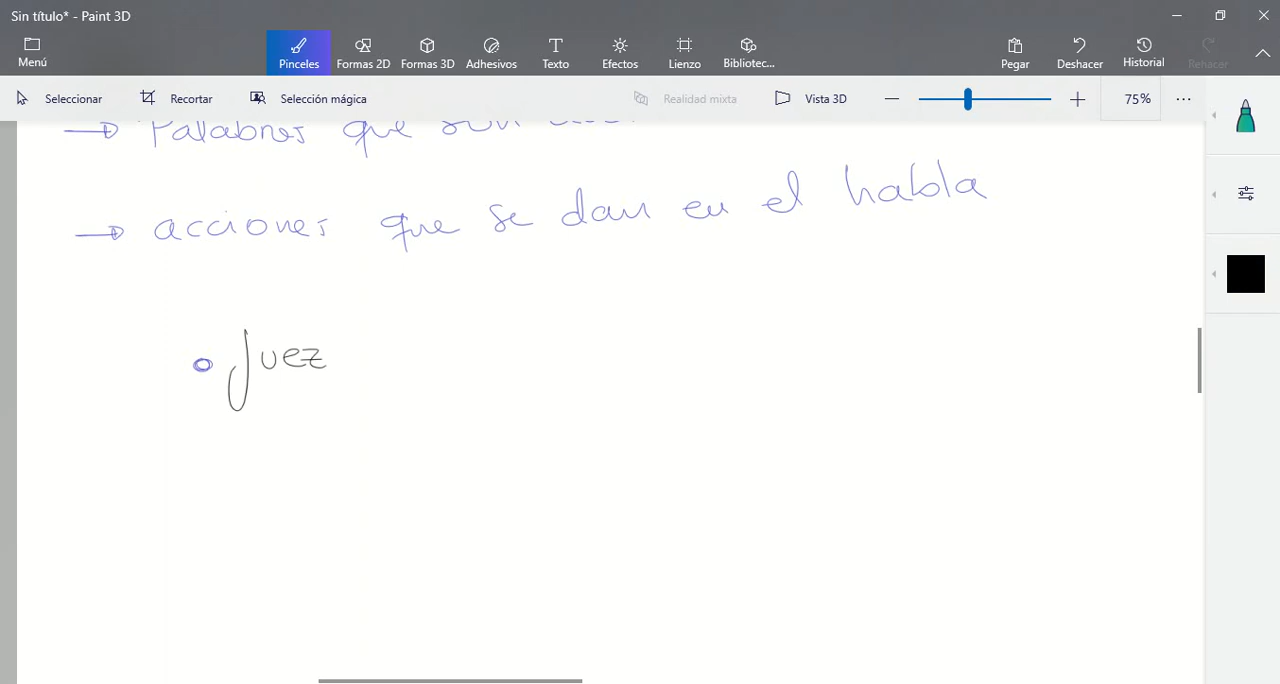 Sin título* - Paint 3D
Menú Pinceles Formas 2D Formas 3D Adhesivos Texto Efectos Lienzo Bibliotec... Pegar Deshacer Historial Rehacer
Seleccionar Recortar Selección mágica Realidad mixta Vista 3D 75%
→ Palabras que son
→ acciones que se dan en el habla
• Juez